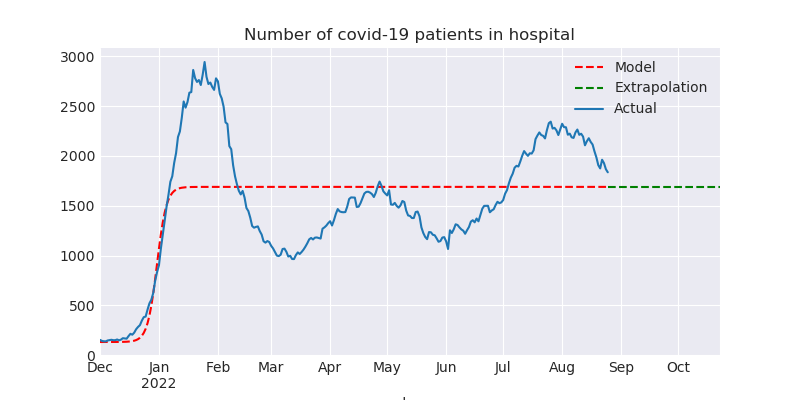 Number of covid-19 patients in hospital
3000
2500
2000
1500
1000
500
0
Model
Extrapolation
Actual
Dec Jan Feb Mar Apr May Jun Jul Aug Sep Oct
2022